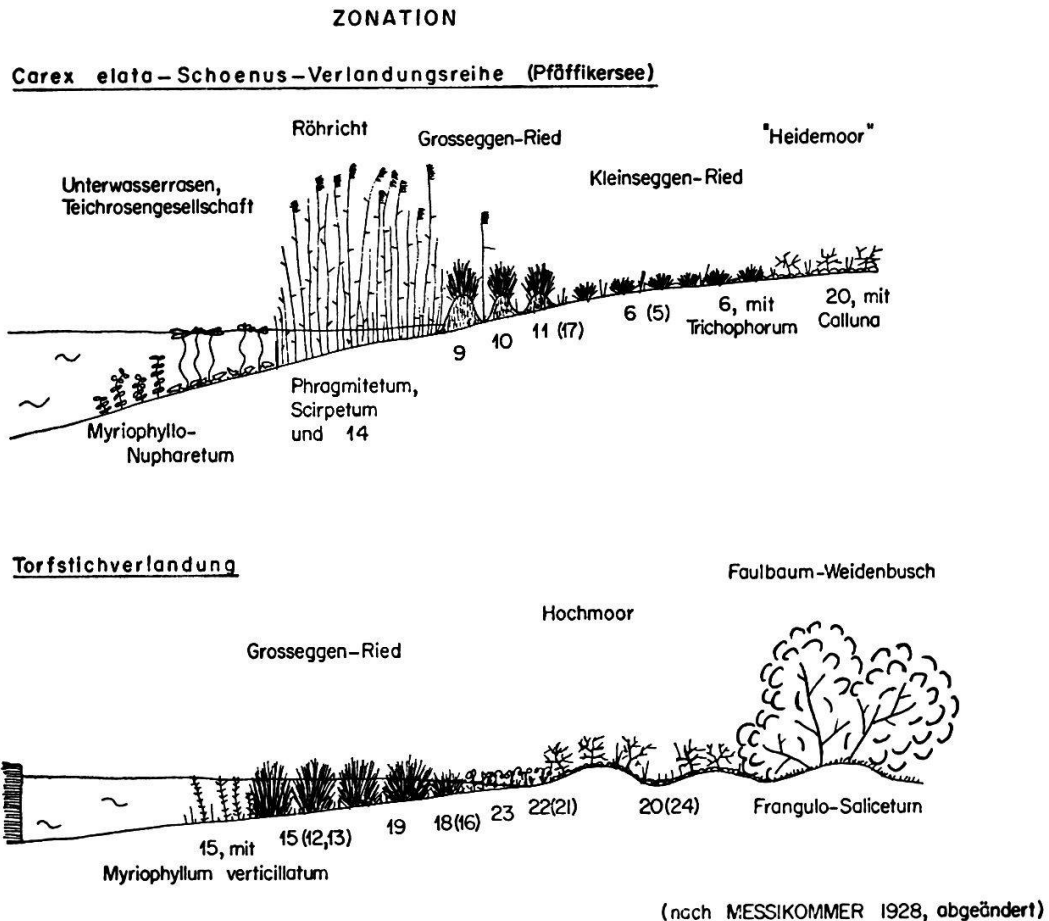 ZONATION
Carex elata-Schoenus-Verlandungsreihe (Pfäffikersee)
Röhricht
Grosseggen-Ried
"Heidemoor"
Unterwasserrasen,
Teichrosengesellschaft
Kleinseggen-Ried
9
10
11 (17)
6 (5)
6, mit
Trichophorum
20, mit
Calluna
Myriophyllo-
Nupharetum
Phragmitetum,
Scirpetum
und 14
Torfstichverlandung
Faulbaum-Weidenbusch
Hochmoor
Grosseggen-Ried
15, mit
Myriophyllum verticillatum
15 (12,13)
19
18 (16)
23
22 (21)
20 (24)
Frangulo-Salicetum
(nach MESSIKOMMER 1928, abgeändert)